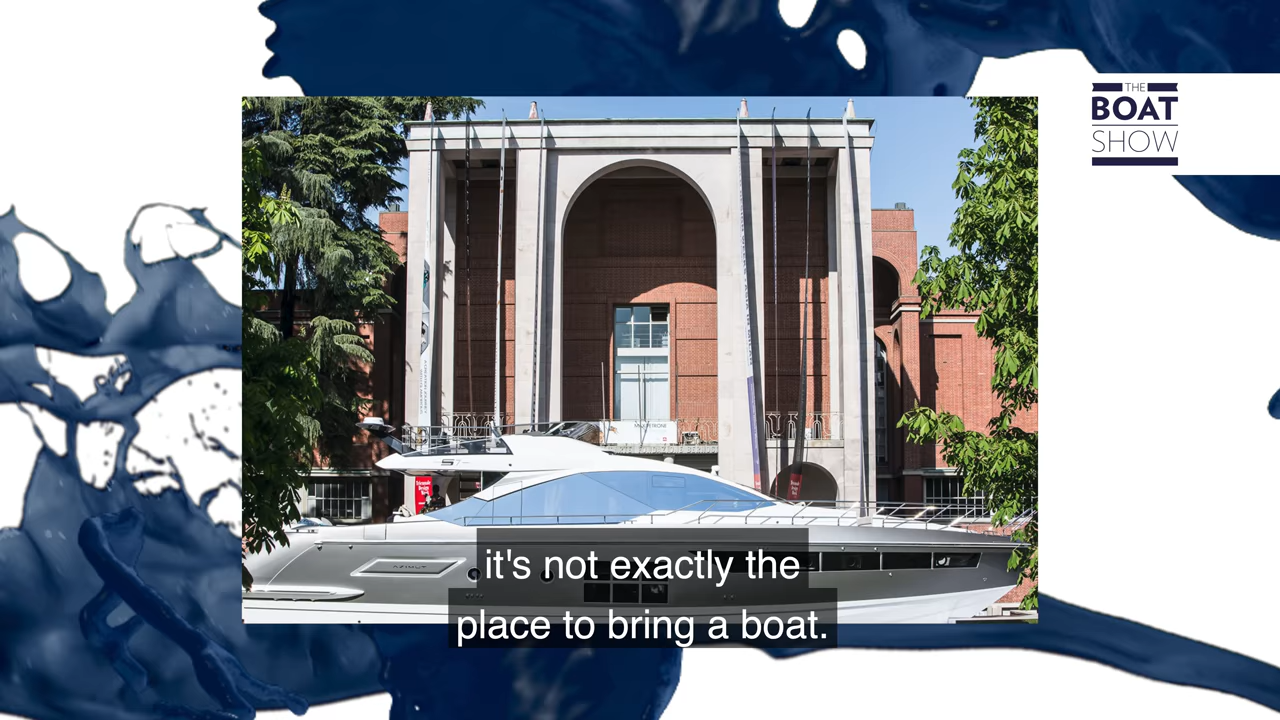 THE
BOAT
SHOW
it's not exactly the
place to bring a boat.